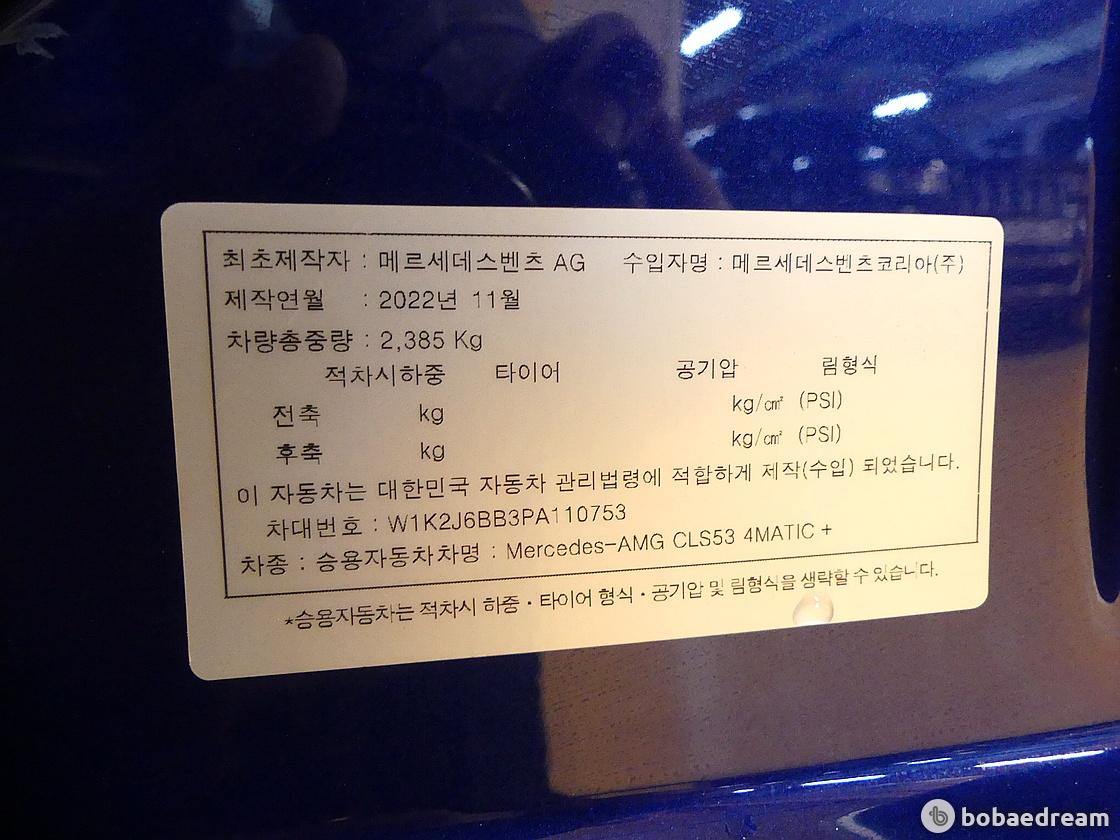 최초제작자 : 메르세데스벤츠 AG 수입자명 : 메르세데스벤츠코리아(주)
제작연월 : 2022년 11월
차량총중량 : 2,385 Kg
적차시하중 타이어 공기압 림형식
전축 kg kg/㎠ (PSI)
후축 kg kg/㎠ (PSI)
이 자동차는 대한민국 자동차 관리법령에 적합하게 제작(수입) 되었습니다.
차대번호 : W1K2J6BB3PA110753
차종 : 승용자동차차명 : Mercedes-AMG CLS53 4MATIC +
*승용자동차는 적차시 하중·타이어 형식·공기압 및 림형식을 생략할 수 있습니다.
bobaedream